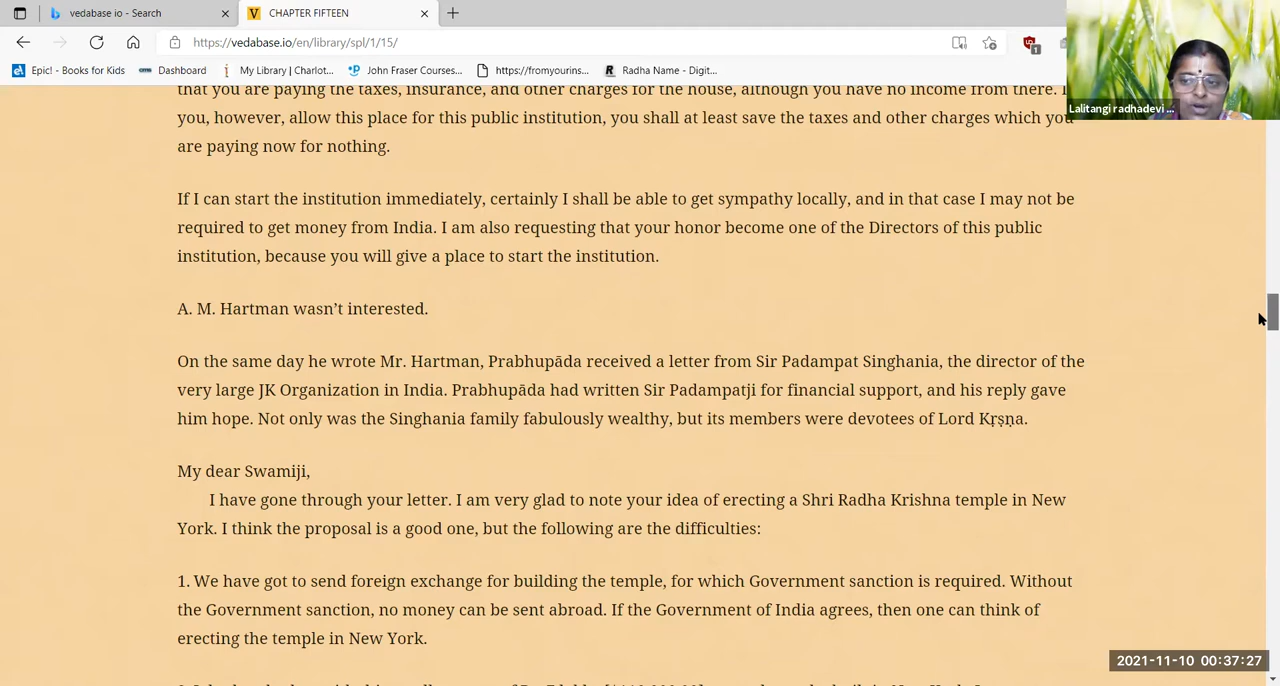 vedabase io - Search
CHAPTER FIFTEEN
https://vedabase.io/en/library/spl/1/15/
Epic! - Books for Kids
Dashboard
My Library | Charlot...
John Fraser Courses...
https://fromyourins...
Radha Name - Digit...
Lalitangi radhadevi ...
that you are paying the taxes, insurance, and other charges for the house, although you have no income from there.
you, however, allow this place for this public institution, you shall at least save the taxes and other charges which you
are paying now for nothing.
If I can start the institution immediately, certainly I shall be able to get sympathy locally, and in that case I may not be
required to get money from India. I am also requesting that your honor become one of the Directors of this public
institution, because you will give a place to start the institution.
A. M. Hartman wasn’t interested.
On the same day he wrote Mr. Hartman, Prabhupāda received a letter from Sir Padampat Singhania, the director of the
very large JK Organization in India. Prabhupāda had written Sir Padampatji for financial support, and his reply gave
him hope. Not only was the Singhania family fabulously wealthy, but its members were devotees of Lord Kṛṣṇa.
My dear Swamiji,
I have gone through your letter. I am very glad to note your idea of erecting a Shri Radha Krishna temple in New
York. I think the proposal is a good one, but the following are the difficulties:
1. We have got to send foreign exchange for building the temple, for which Government sanction is required. Without
the Government sanction, no money can be sent abroad. If the Government of India agrees, then one can think of
erecting the temple in New York.
2021-11-10 00:37:27